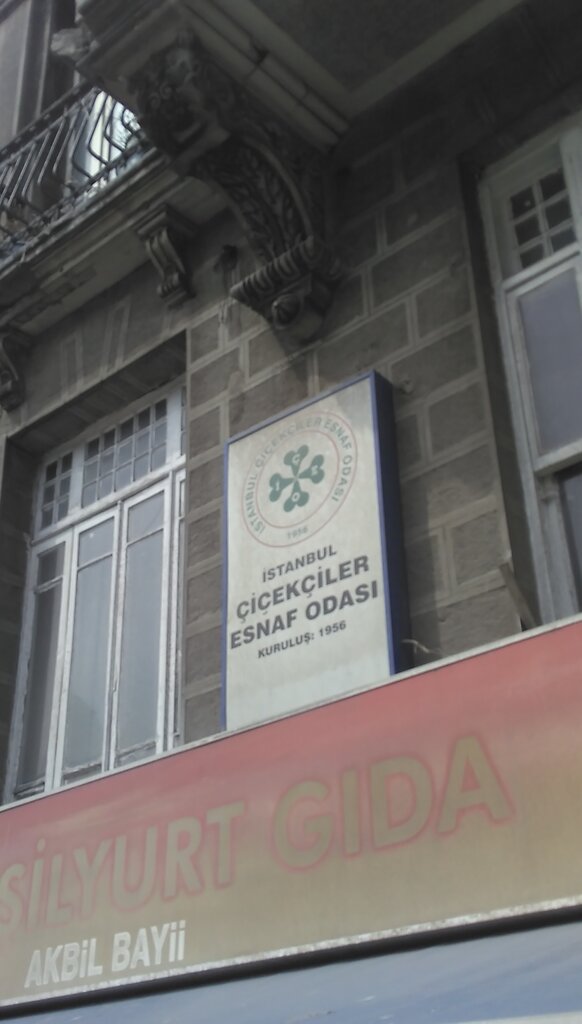 İSTANBUL ÇİÇEKÇİLER ESNAF ODASI
İ Ç E O
1956
İSTANBUL
ÇİÇEKÇİLER
ESNAF ODASI
KURULUŞ: 1956
ŞİLYURT GIDA
AKBİL BAYİİ